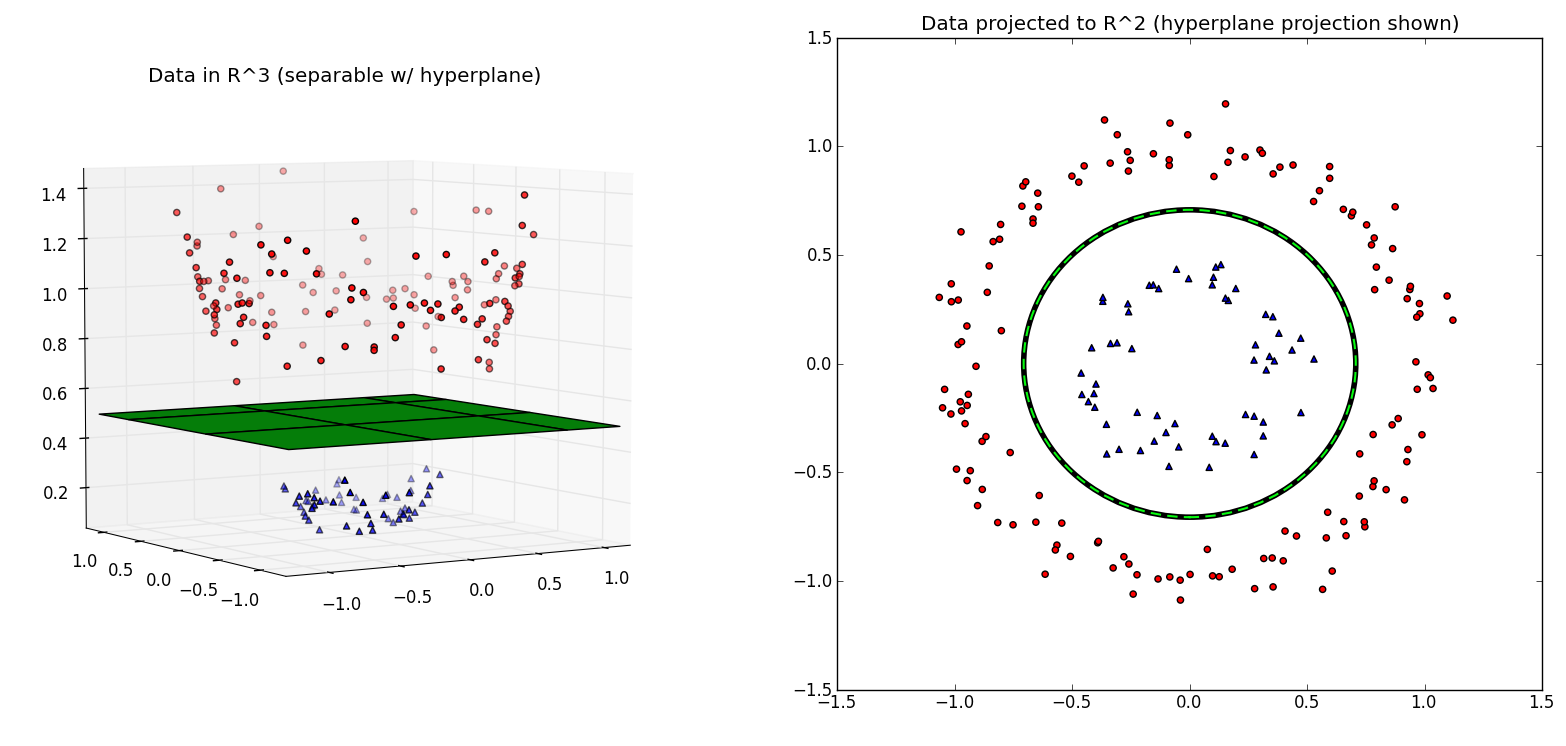 Data in R^3 (separable w/ hyperplane)
1.4
1.2
1.0
0.8
0.6
0.4
0.2
1.0 0.5 0.0 −0.5 −1.0
−1.0 −0.5 0.0 0.5 1.0
Data projected to R^2 (hyperplane projection shown)
1.5
1.0
0.5
0.0
−0.5
−1.0
−1.5
−1.5 −1.0 −0.5 0.0 0.5 1.0 1.5